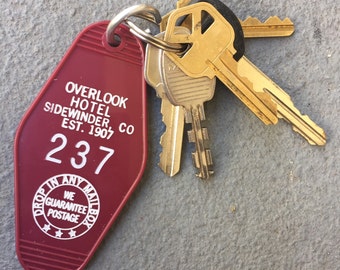 OVERLOOK
HOTEL
SIDEWINDER, CO
EST. 1907
237
DROP IN ANY MAILBOX
WE
GUARANTEE
POSTAGE